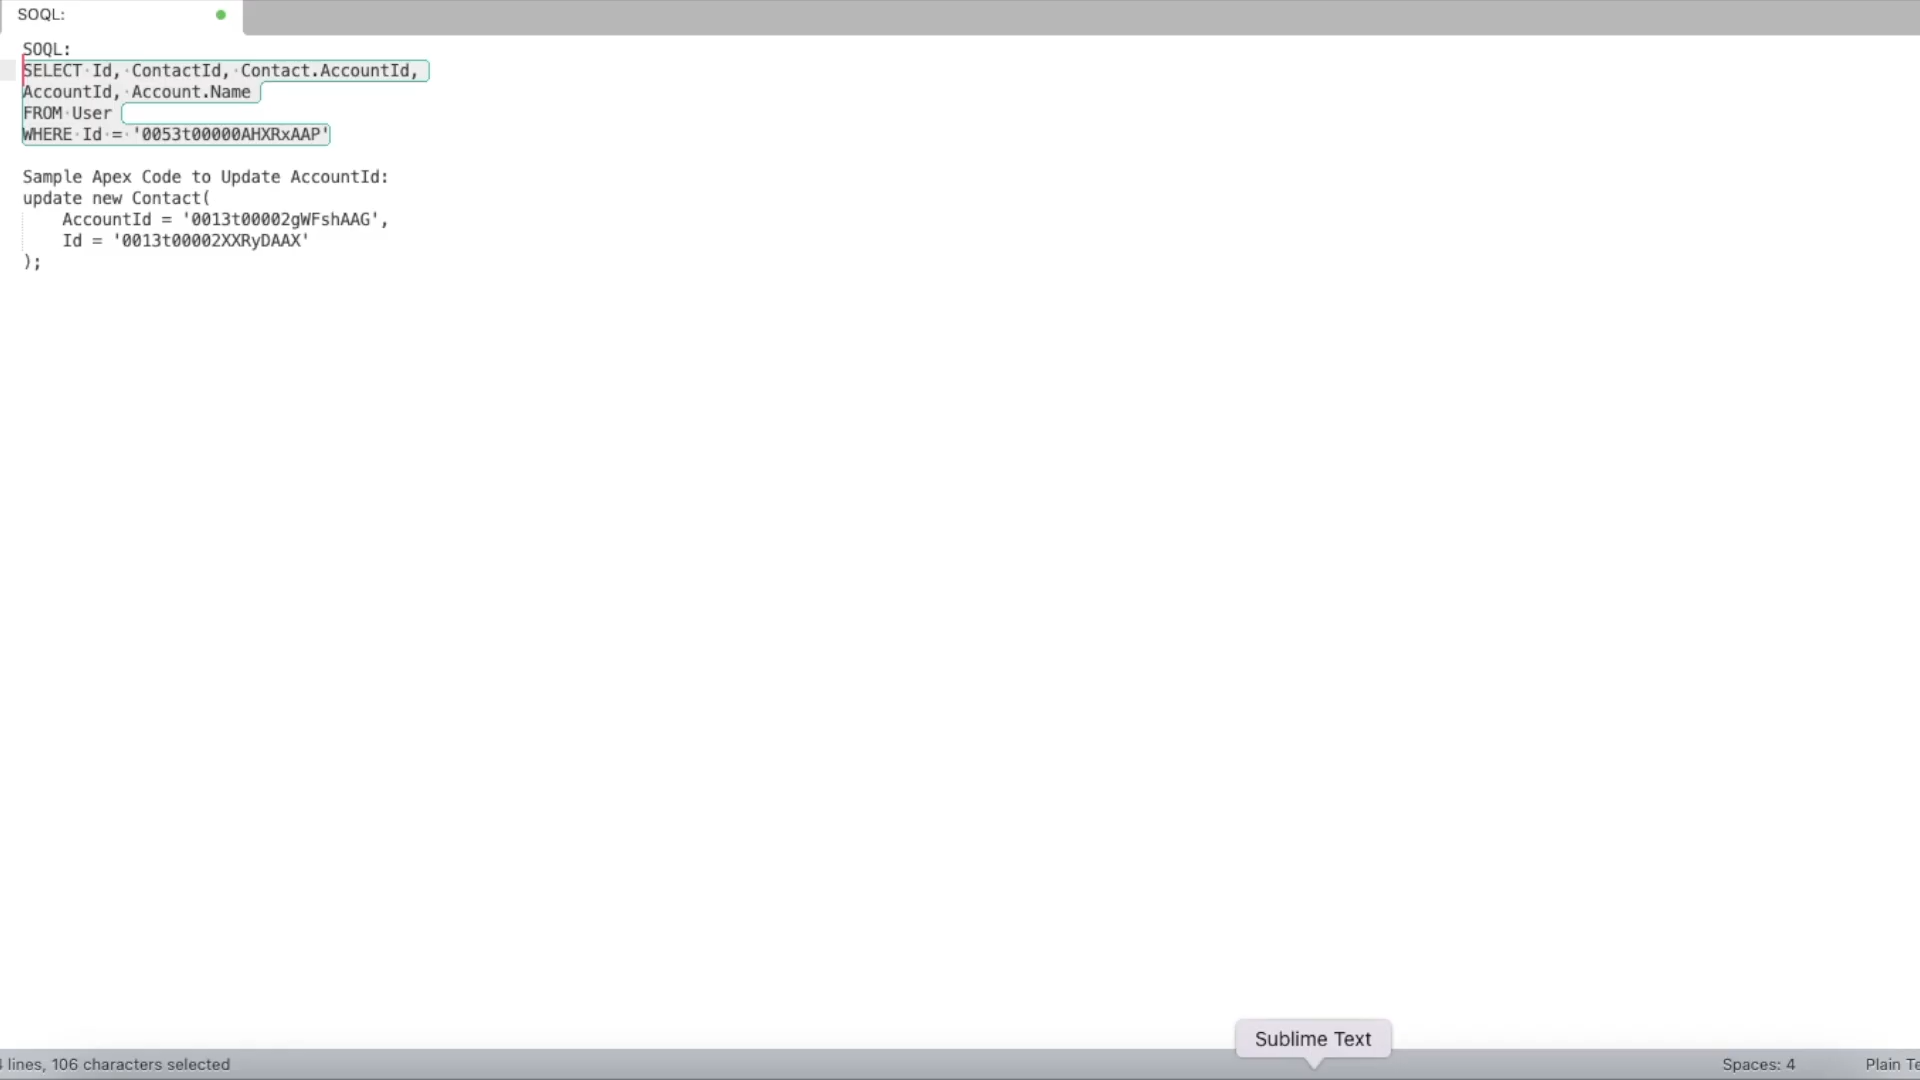 SOQL:
SOQL:
SELECT Id, ContactId, Contact.AccountId,
AccountId, Account.Name
FROM User
WHERE Id = '0053t00000AHXRxAAP'
Sample Apex Code to Update AccountId:
update new Contact(
    AccountId = '0013t00002gWFshAAG',
    Id = '0013t00002XXRyDAAX'
);
Sublime Text
lines, 106 characters selected
Spaces: 4
Plain Te